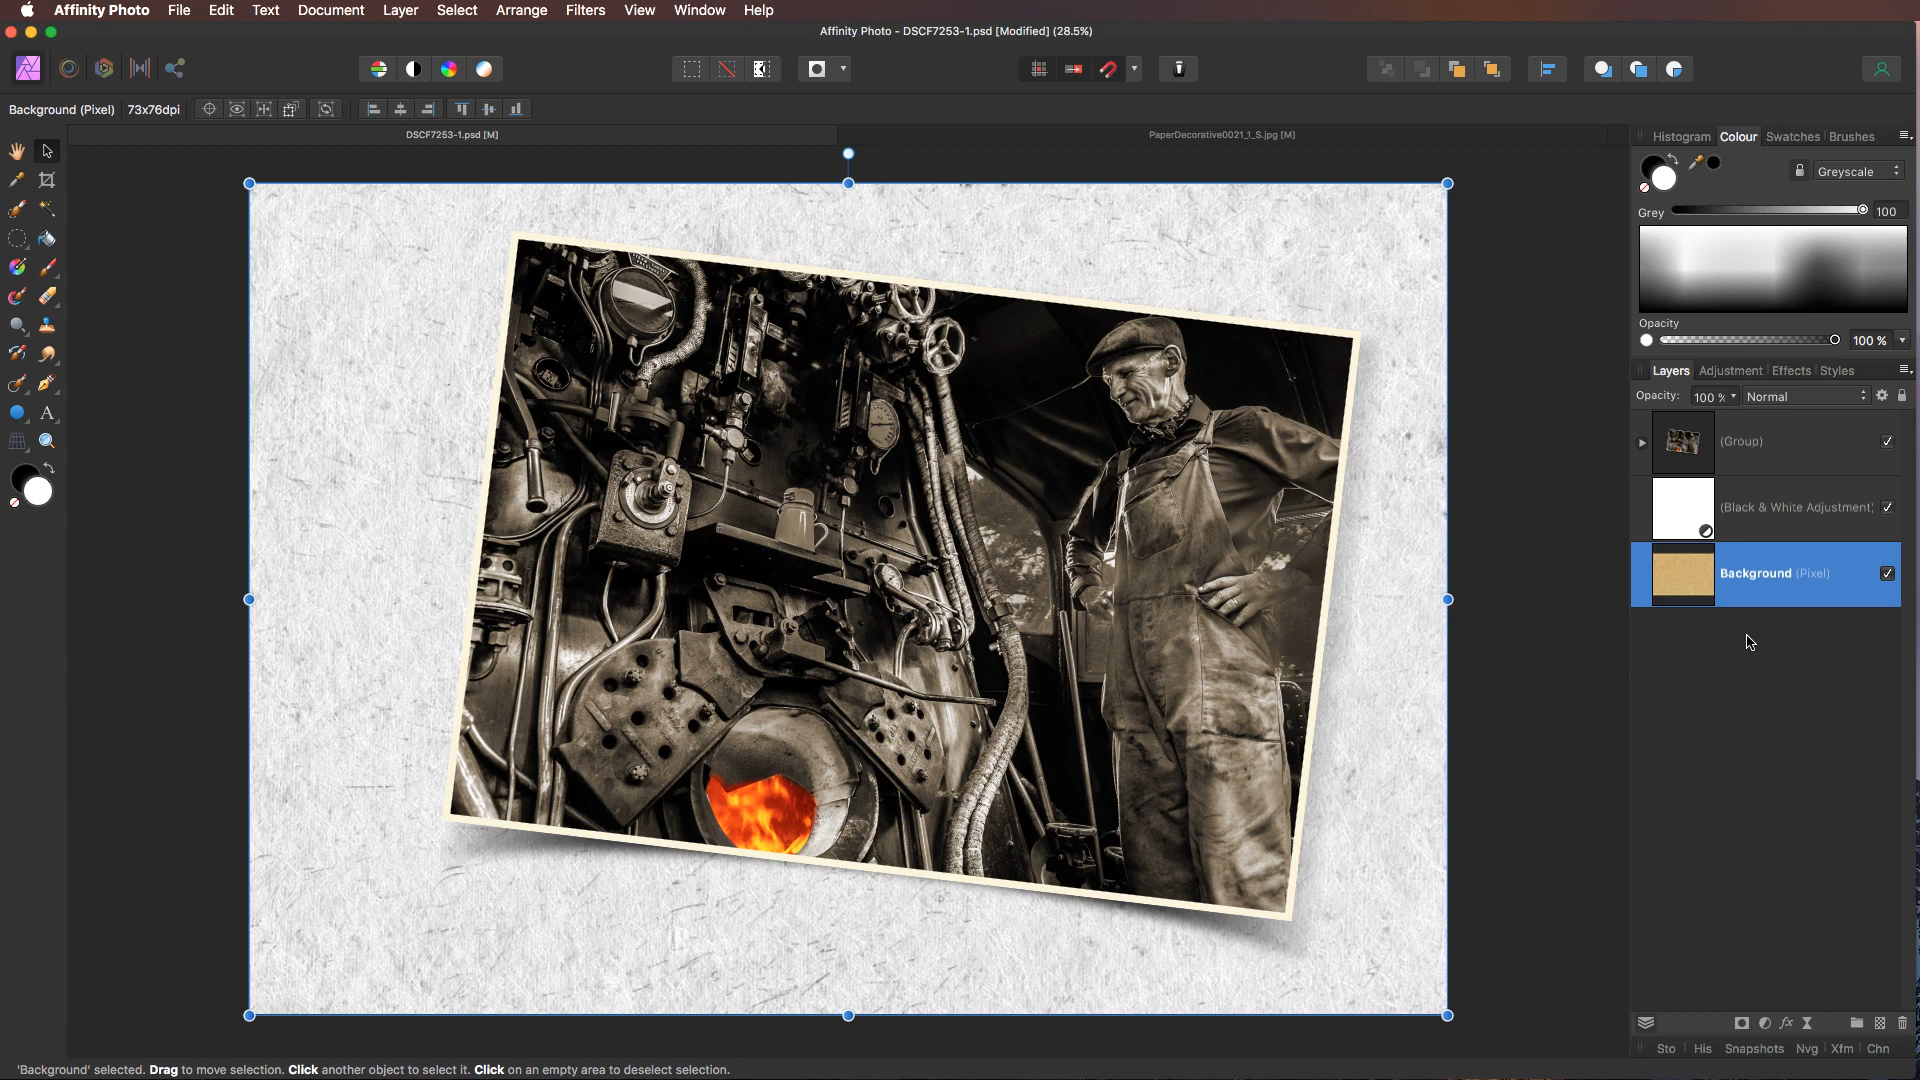 Affinity Photo File Edit Text Document Layer Select Arrange Filters View Window Help
Affinity Photo - DSCF7253-1.psd [Modified] (28.5%)
Background (Pixel) 73x76dpi
DSCF7253-1.psd [M] PaperDecorative0021_1_S.jpg [M]
Histogram Colour Swatches Brushes
Greyscale
Grey 100
Opacity
100 %
Layers Adjustment Effects Styles
Opacity: 100 % Normal
(Group)
(Black & White Adjustment)
Background (Pixel)
A
fx
Sto His Snapshots Nvg Xfm Chn
'Background' selected. Drag to move selection. Click another object to select it. Click on an empty area to deselect selection.